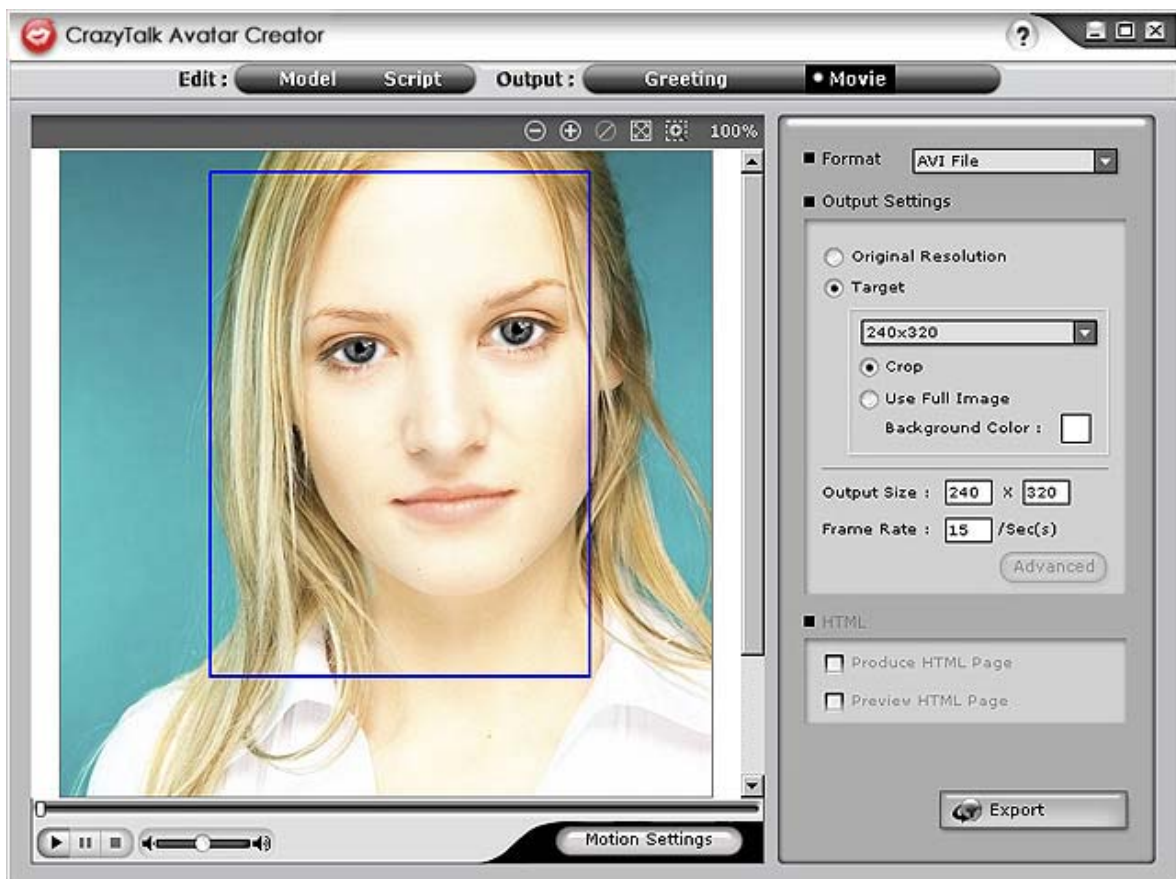 CrazyTalk Avatar Creator
?
Edit : Model Script Output : Greeting Movie
100%
Format AVI File
Output Settings
Original Resolution
Target
240x320
Crop
Use Full Image
Background Color :
Output Size : 240 X 320
Frame Rate : 15 /Sec(s)
Advanced
HTML
Produce HTML Page
Preview HTML Page
Export
Motion Settings